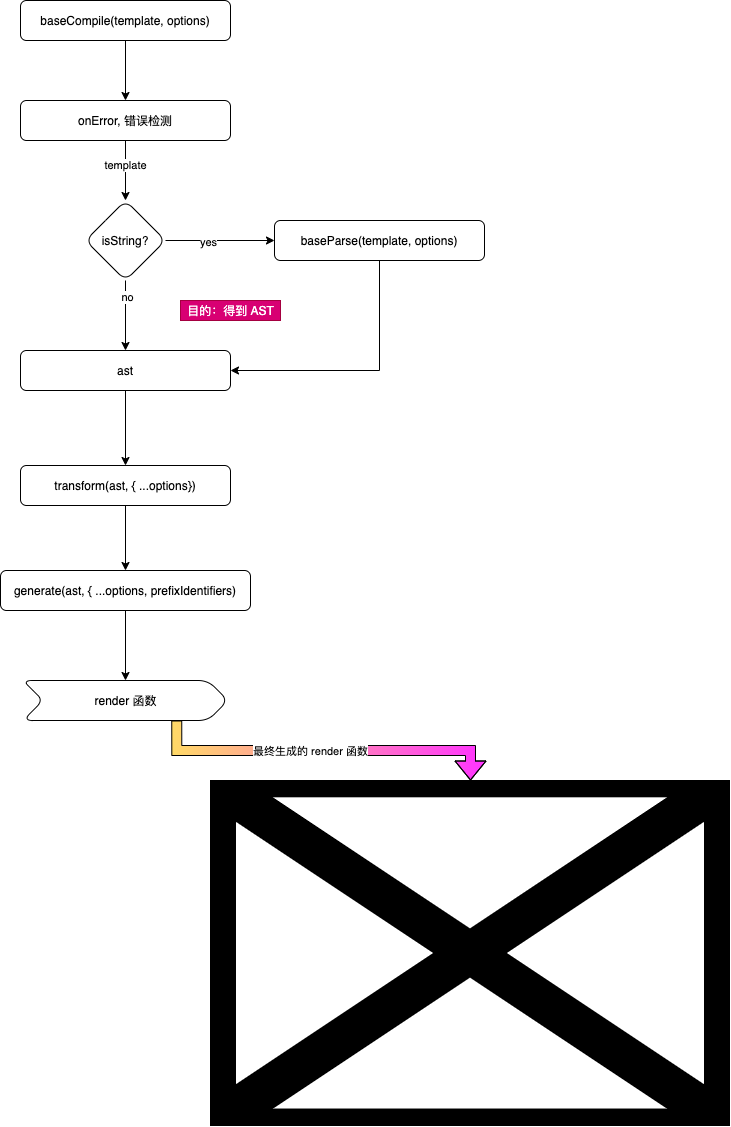 baseCompile(template, options)
onError, 错误检测
template
isString?
yes
baseParse(template, options)
no
目的：得到 AST
ast
transform(ast, { ...options})
generate(ast, { ...options, prefixIdentifiers)
render 函数
最终生成的 render 函数